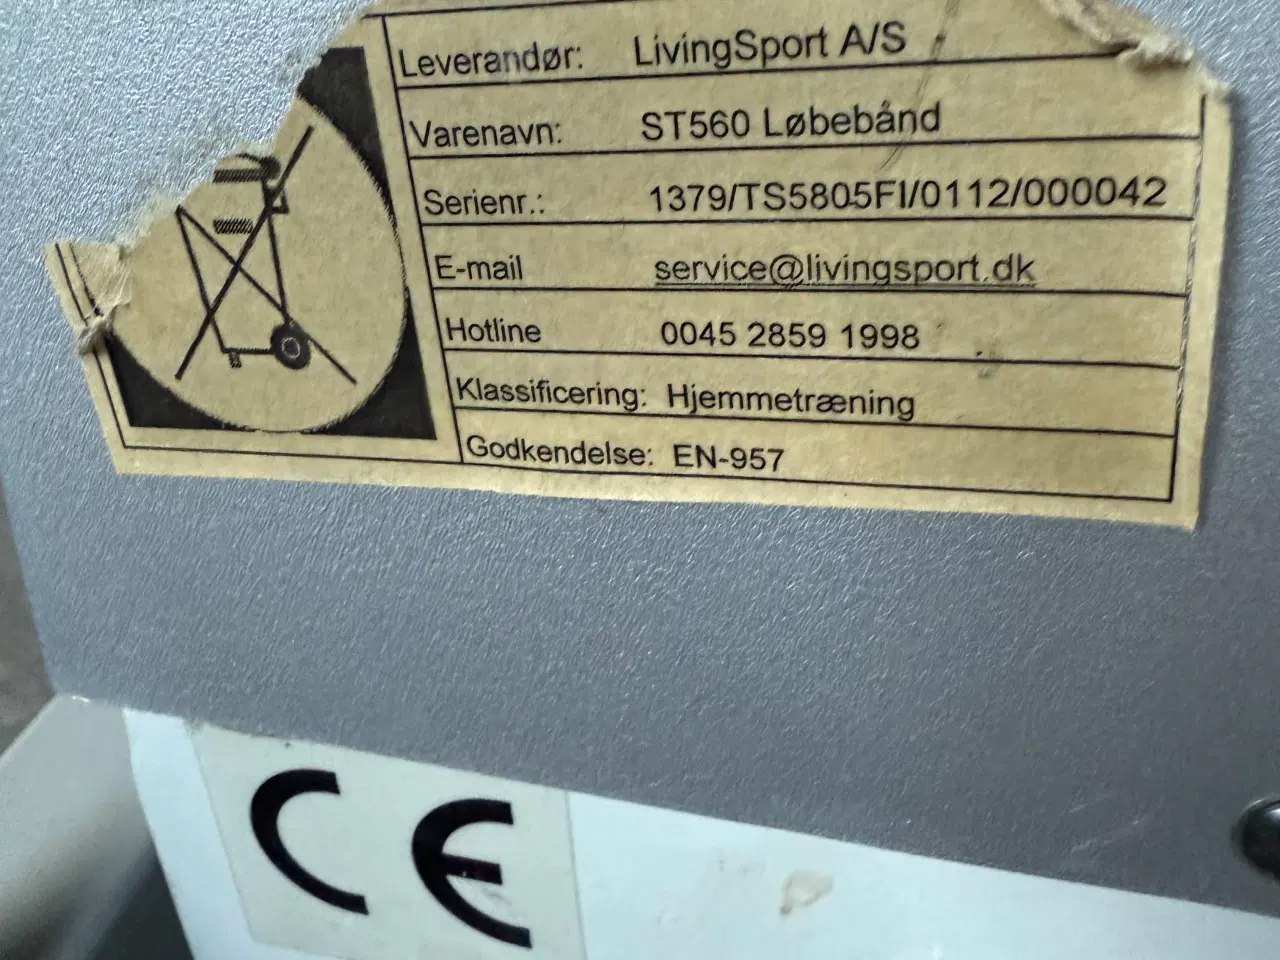 Leverandør: LivingSport A/S
Varenavn: ST560 Løbebånd
Serienr.: 1379/TS5805FI/0112/000042
E-mail service@livingsport.dk
Hotline 0045 2859 1998
Klassificering: Hjemmetræning
Godkendelse: EN-957
CE